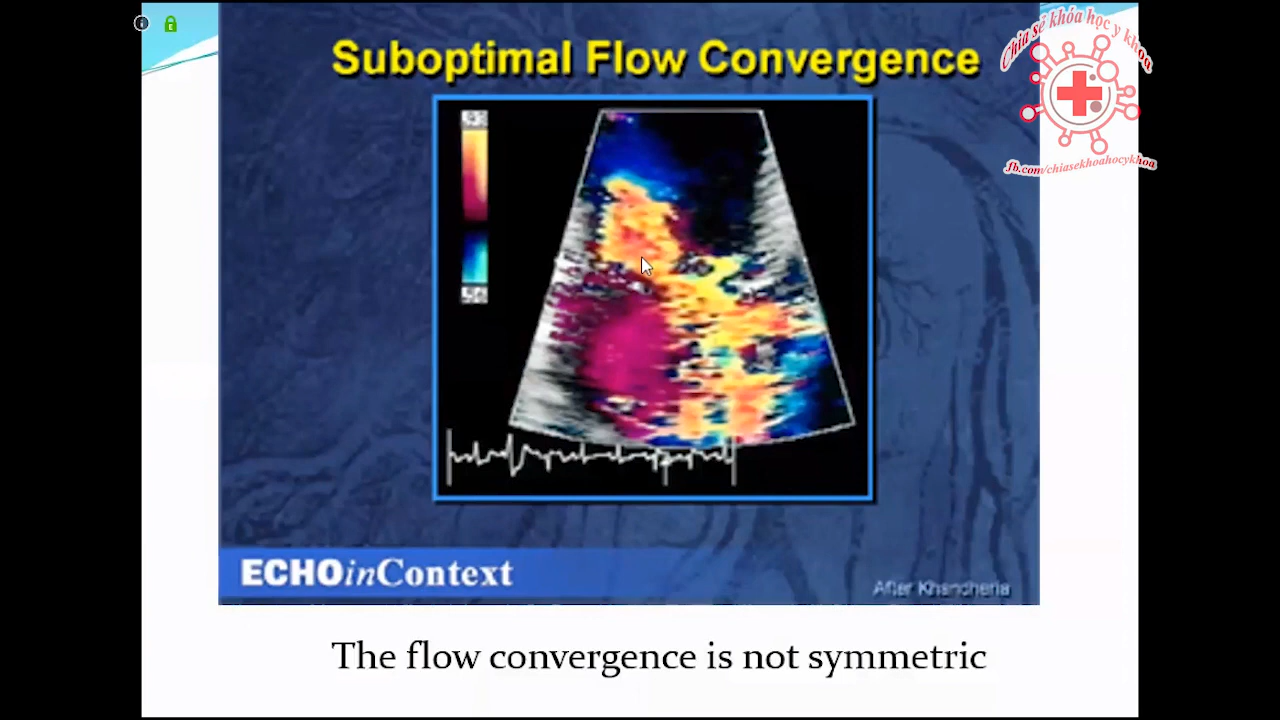 Suboptimal Flow Convergence
Chia sẻ khóa học y khoa
fb.com/chiasekhoahocykhoa
ECHOinContext
After Khandheria
The flow convergence is not symmetric